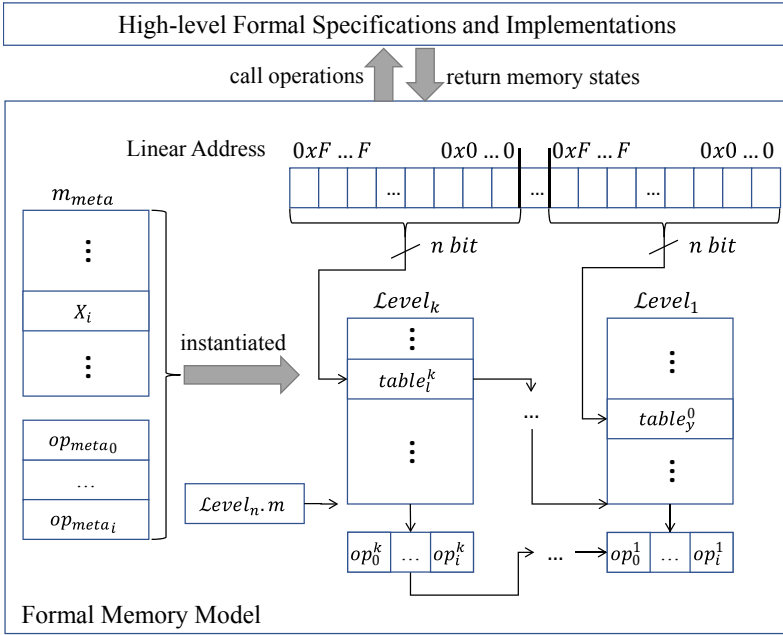 High-level Formal Specifications and Implementations
call operations
return memory states
Linear Address
0xF … F
0x0 … 0
0xF … F
0x0 … 0
...
...
...
n bit
n bit
m_meta
⋮
X_i
⋮
op_meta_0
…
op_meta_i
instantiated
ℒevel_k
⋮
table_i^k
⋮
...
ℒevel_1
⋮
table_y^0
⋮
ℒevel_n.m
op_0^k … op_i^k
...
op_0^1 … op_i^1
Formal Memory Model